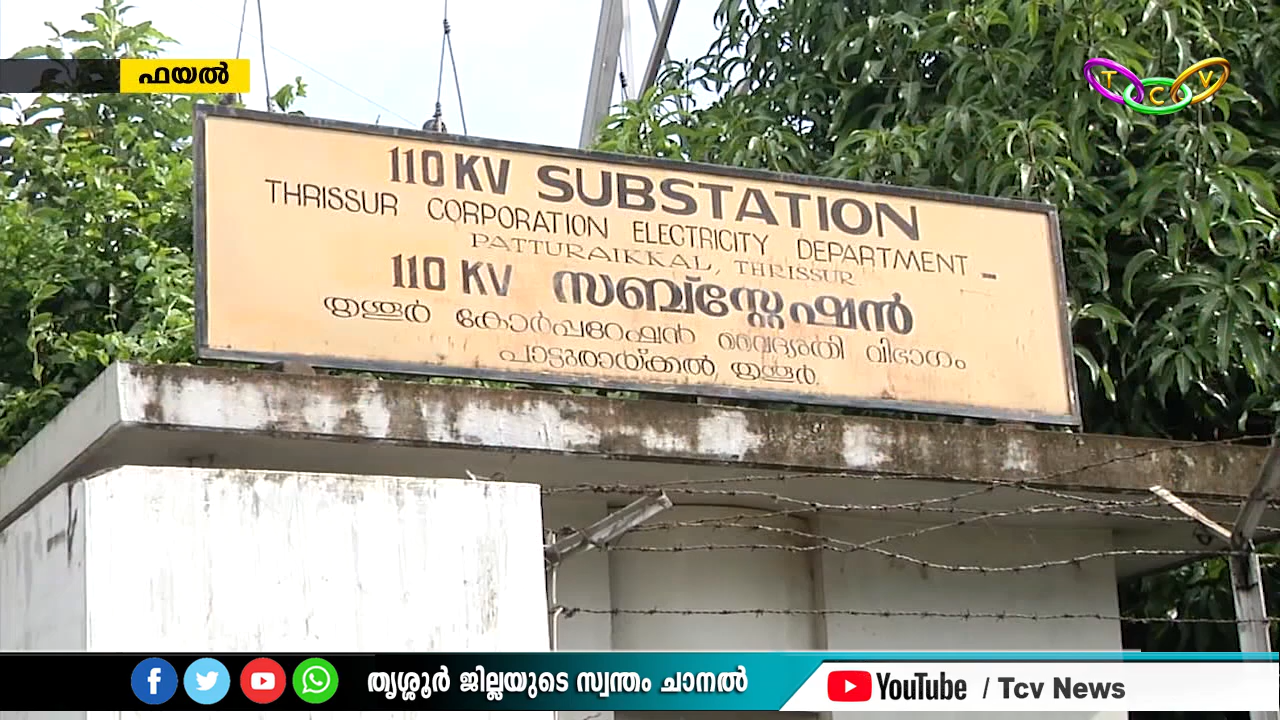 ഫയൽ
TCV
110 KV SUBSTATION
THRISSUR CORPORATION ELECTRICITY DEPARTMENT -
PATTURAIKKAL, THRISSUR
110 KV സബ്സ്റ്റേഷൻ
തൃശ്ശൂർ കോർപ്പറേഷൻ വൈദ്യുതി വിഭാഗം
പാട്ടുരായ്ക്കൽ, തൃശ്ശൂർ.
തൃശ്ശൂർ ജില്ലയുടെ സ്വന്തം ചാനൽ
YouTube / Tcv News